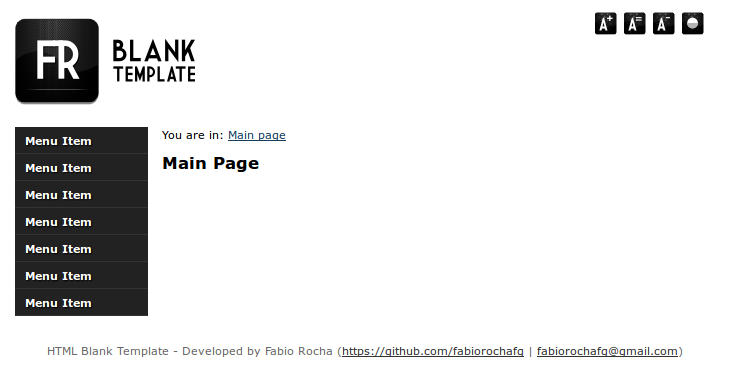 FR
BLANK
TEMPLATE
A+ A= A-
Menu Item
Menu Item
Menu Item
Menu Item
Menu Item
Menu Item
Menu Item
You are in: Main page
Main Page
HTML Blank Template - Developed by Fabio Rocha (https://github.com/fabiorochafg | fabiorochafg@gmail.com)